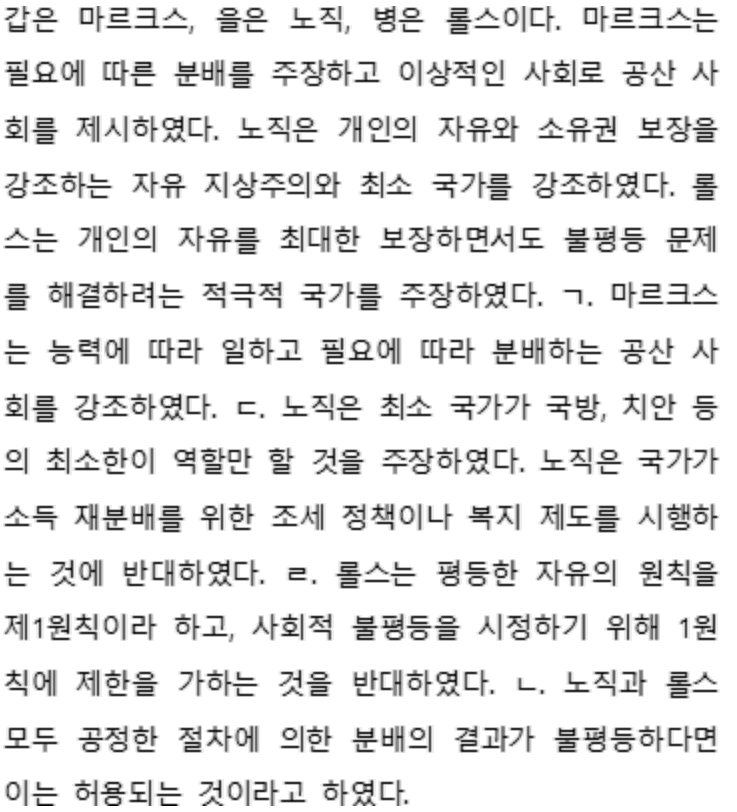 갑은 마르크스, 을은 노직, 병은 롤스이다. 마르크스는
필요에 따른 분배를 주장하고 이상적인 사회로 공산 사
회를 제시하였다. 노직은 개인의 자유와 소유권 보장을
강조하는 자유 지상주의와 최소 국가를 강조하였다. 롤
스는 개인의 자유를 최대한 보장하면서도 불평등 문제
를 해결하려는 적극적 국가를 주장하였다. ㄱ. 마르크스
는 능력에 따라 일하고 필요에 따라 분배하는 공산 사
회를 강조하였다. ㄷ. 노직은 최소 국가가 국방, 치안 등
의 최소한이 역할만 할 것을 주장하였다. 노직은 국가가
소득 재분배를 위한 조세 정책이나 복지 제도를 시행하
는 것에 반대하였다. ㄹ. 롤스는 평등한 자유의 원칙을
제1원칙이라 하고, 사회적 불평등을 시정하기 위해 1원
칙에 제한을 가하는 것을 반대하였다. ㄴ. 노직과 롤스
모두 공정한 절차에 의한 분배의 결과가 불평등하다면
이는 허용되는 것이라고 하였다.